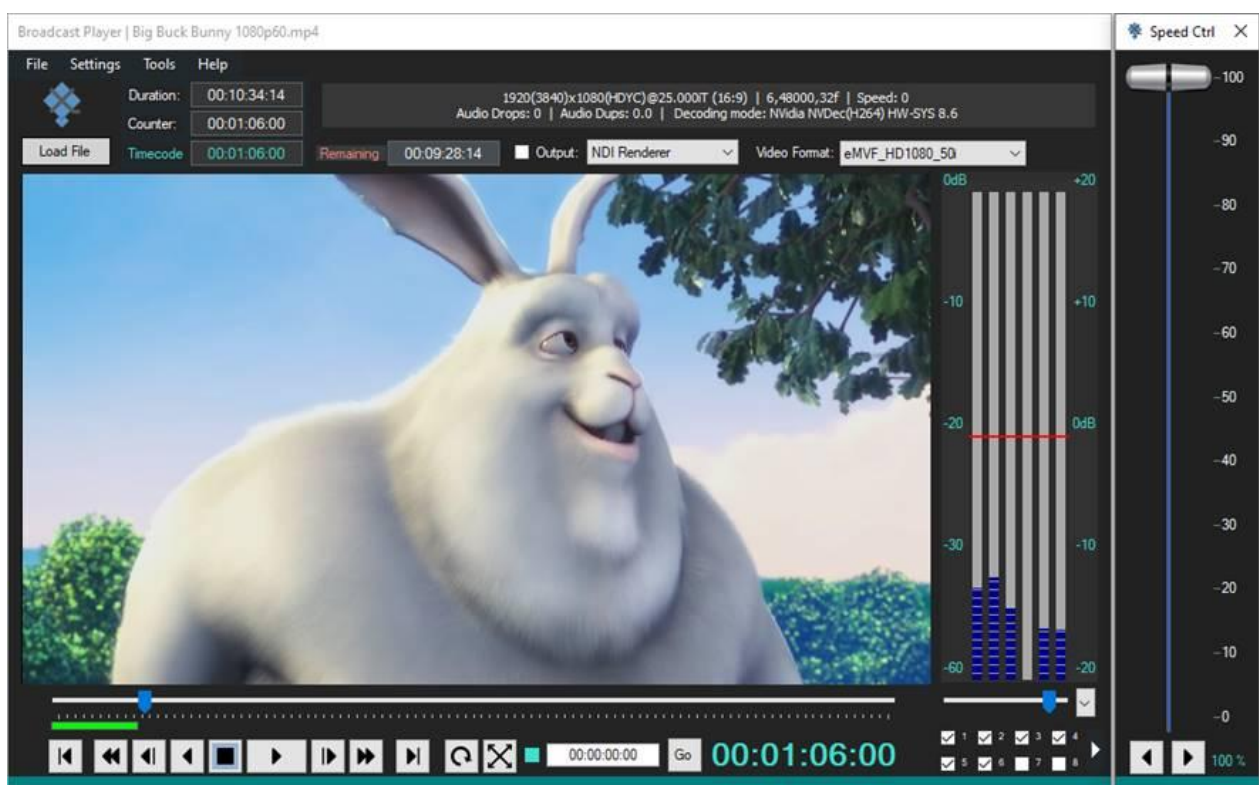 Broadcast Player | Big Buck Bunny 1080p60.mp4
Speed Ctrl
File Settings Tools Help
Duration: 00:10:34:14
1920(3840)x1080(HDYC)@25.000iT (16:9) | 6,48000,32f | Speed: 0
Counter: 00:01:06:00
Audio Drops: 0 | Audio Dups: 0.0 | Decoding mode: NVidia NVDec(H264) HW-SYS 8.6
Load File Timecode 00:01:06:00 Remaining 00:09:28:14 Output: NDI Renderer Video Format: eMVF_HD1080_50i
0dB +20
-10 +10
-20 0dB
-30 -10
-60 -20
00:00:00:00 Go 00:01:06:00
1 2 3 4
5 6 7 8
-100
-90
-80
-70
-60
-50
-40
-30
-20
-10
-0
100 %